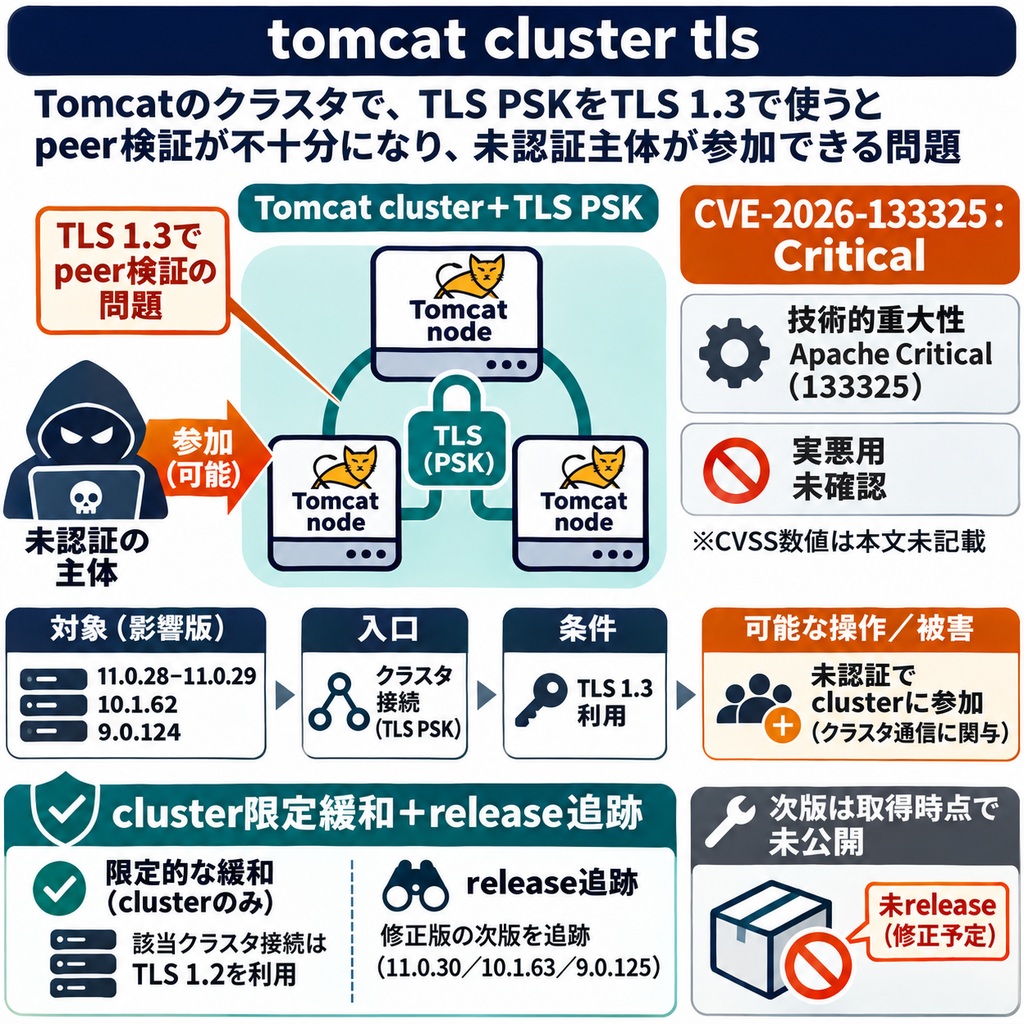 tomcat cluster tls
Tomcatのクラスタで、TLS PSKをTLS 1.3で使うと
peer検証が不十分になり、未認証主体が参加できる問題
Tomcat cluster＋TLS PSK
TLS 1.3で
peer検証の
問題
Tomcat
node
TLS
(PSK)
Tomcat
node
Tomcat
node
参加
(可能)
未認証の
主体
CVE-2026-133325：
Critical
技術的重大性
Apache Critical
（133325）
実悪用
未確認
※CVSS数値は本文未記載
対象（影響版）
11.0.28–11.0.29
10.1.62
9.0.124
入口
クラスタ
接続
(TLS PSK)
条件
TLS 1.3
利用
可能な操作／被害
未認証で
clusterに参加
(クラスタ通信に関与)
cluster限定緩和＋release追跡
限定的な緩和
(clusterのみ)
該当クラスタ接続は
TLS 1.2を利用
release追跡
修正版の次版を追跡
(11.0.30／10.1.63／9.0.125)
次版は取得時点で
未公開
未release
(修正予定)